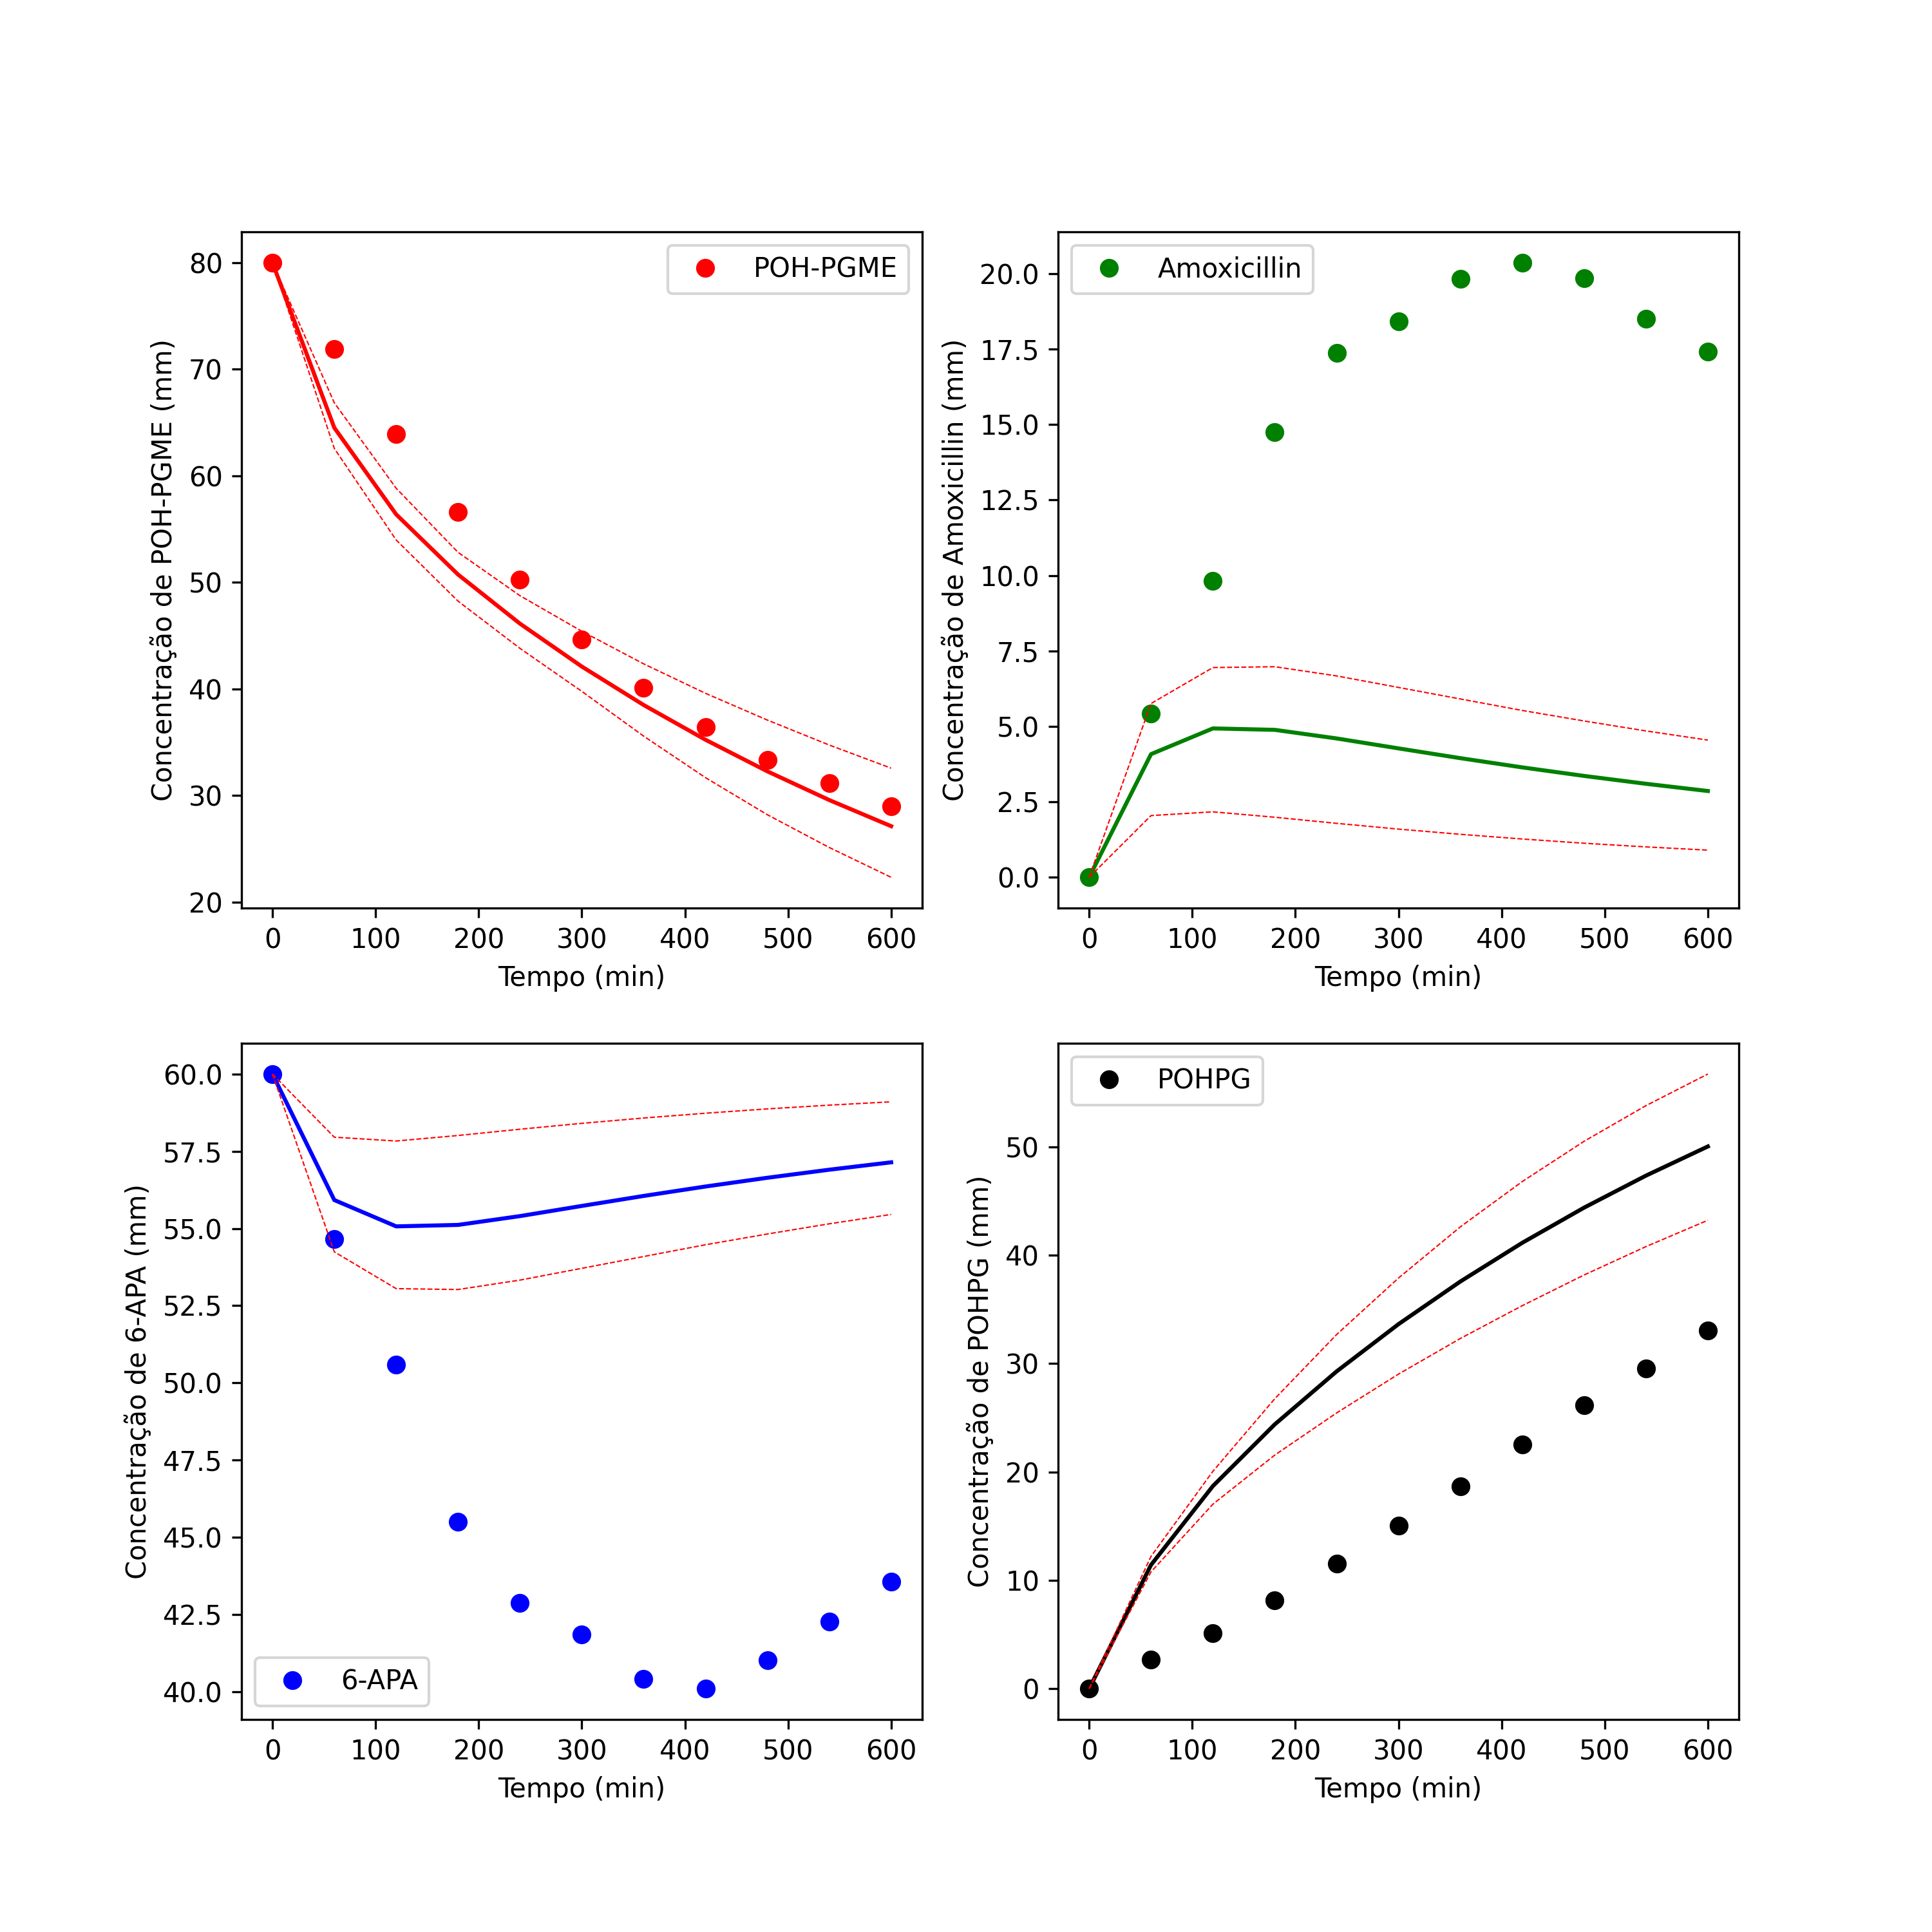 POH-PGME
Concentração de POH-PGME (mm)
80
70
60
50
40
30
20
0 100 200 300 400 500 600
Tempo (min)
Amoxicillin
Concentração de Amoxicillin (mm)
20.0
17.5
15.0
12.5
10.0
7.5
5.0
2.5
0.0
0 100 200 300 400 500 600
Tempo (min)
Concentração de 6-APA (mm)
60.0
57.5
55.0
52.5
50.0
47.5
45.0
42.5
40.0
6-APA
0 100 200 300 400 500 600
Tempo (min)
POHPG
Concentração de POHPG (mm)
50
40
30
20
10
0
0 100 200 300 400 500 600
Tempo (min)